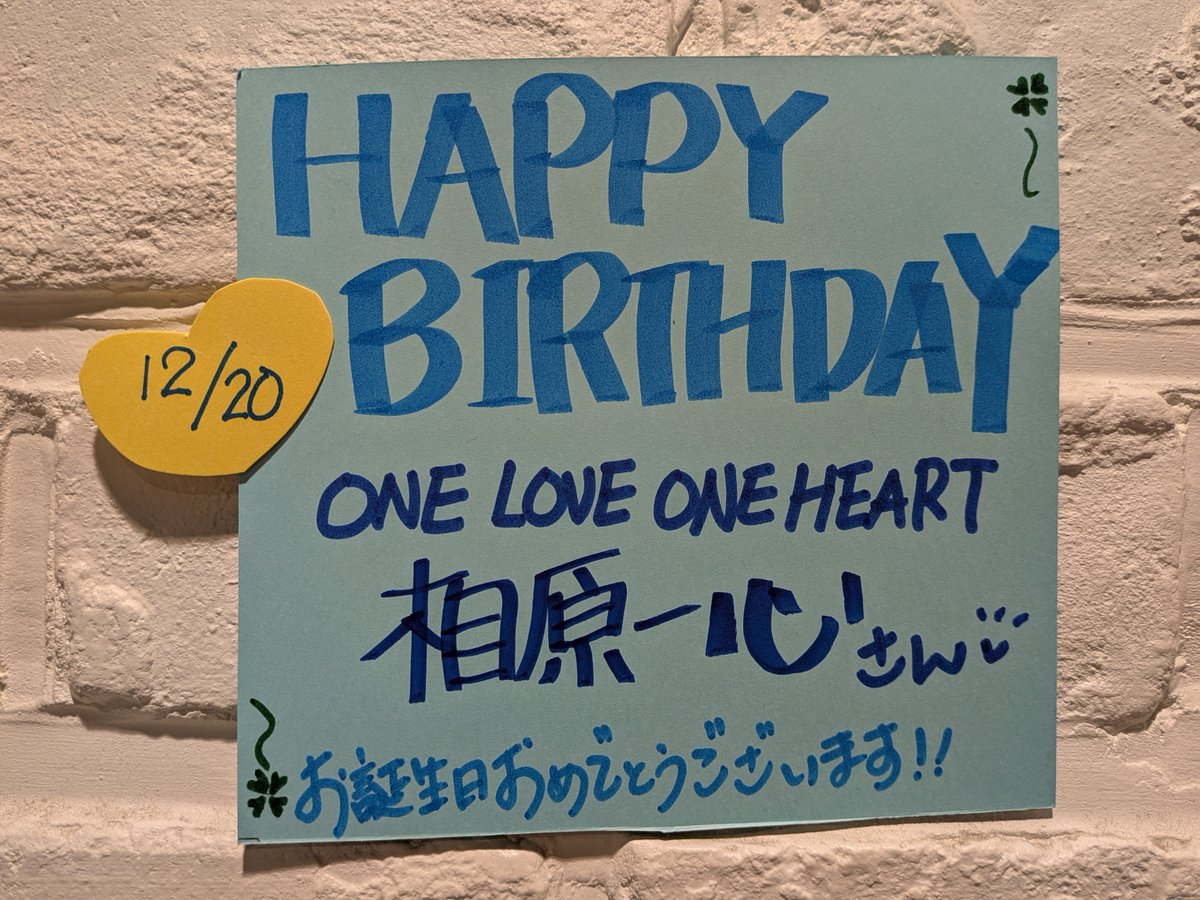 HAPPY
BIRTHDAY
12/20
ONE LOVE ONE HEART
相原一心さん
お誕生日おめでとうございます!!